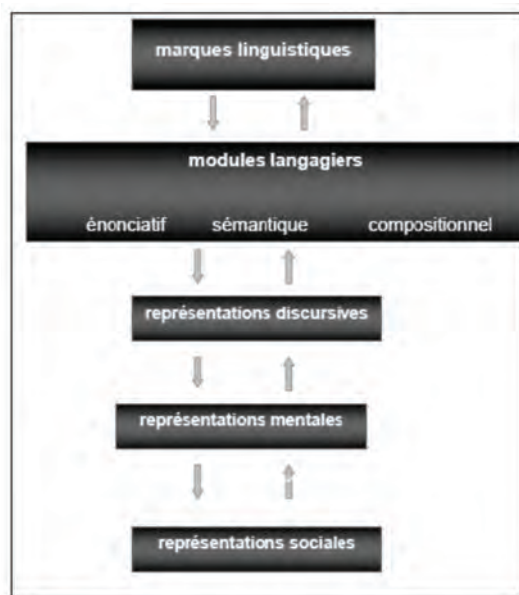 marques linguistiques
modules langagiers
énonciatif sémantique compositionnel
représentations discursives
représentations mentales
représentations sociales